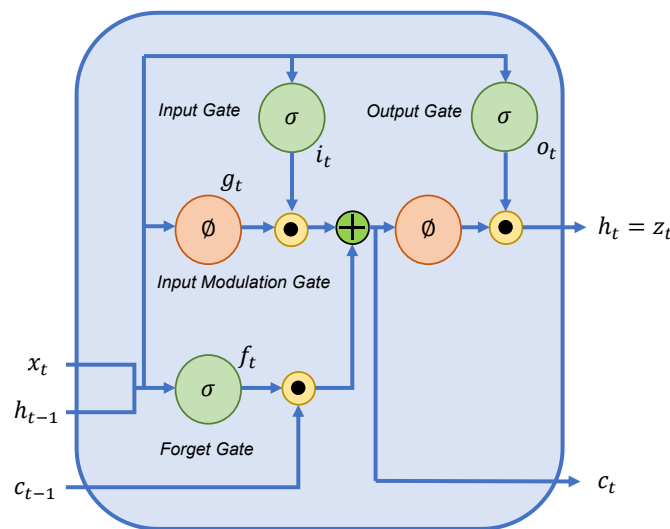 Input Gate
σ
Output Gate
σ
i_t
o_t
g_t
∅
∅
h_t = z_t
Input Modulation Gate
x_t
f_t
σ
h_{t−1}
Forget Gate
c_{t−1}
c_t